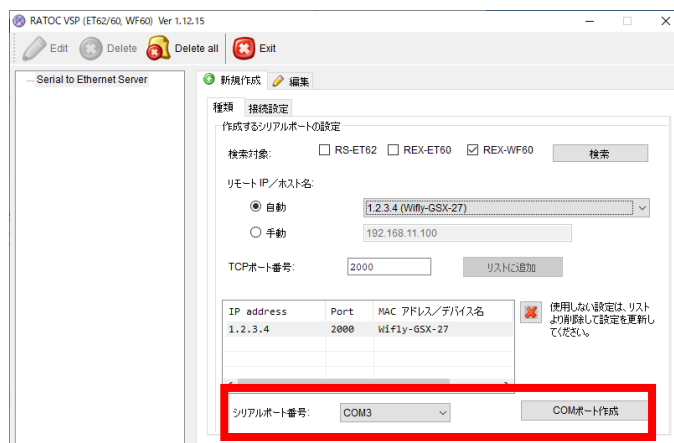 RATOC VSP (ET62/60, WF60) Ver 1.12.15
Edit Delete Delete all Exit
Serial to Ethernet Server
新規作成 編集
種類 接続設定
作成するシリアルポートの設定
検索対象: RS-ET62 REX-ET60 REX-WF60 検索
リモート IP/ホスト名:
自動 1.2.3.4 (Wifly-GSX-27)
手動 192.168.11.100
TCPポート番号: 2000 リストに追加
IP address Port MAC アドレス/デバイス名
1.2.3.4 2000 Wifly-GSX-27
使用しない設定は、リスト
より削除して設定を更新し
てください。
シリアルポート番号: COM3 COMポート作成